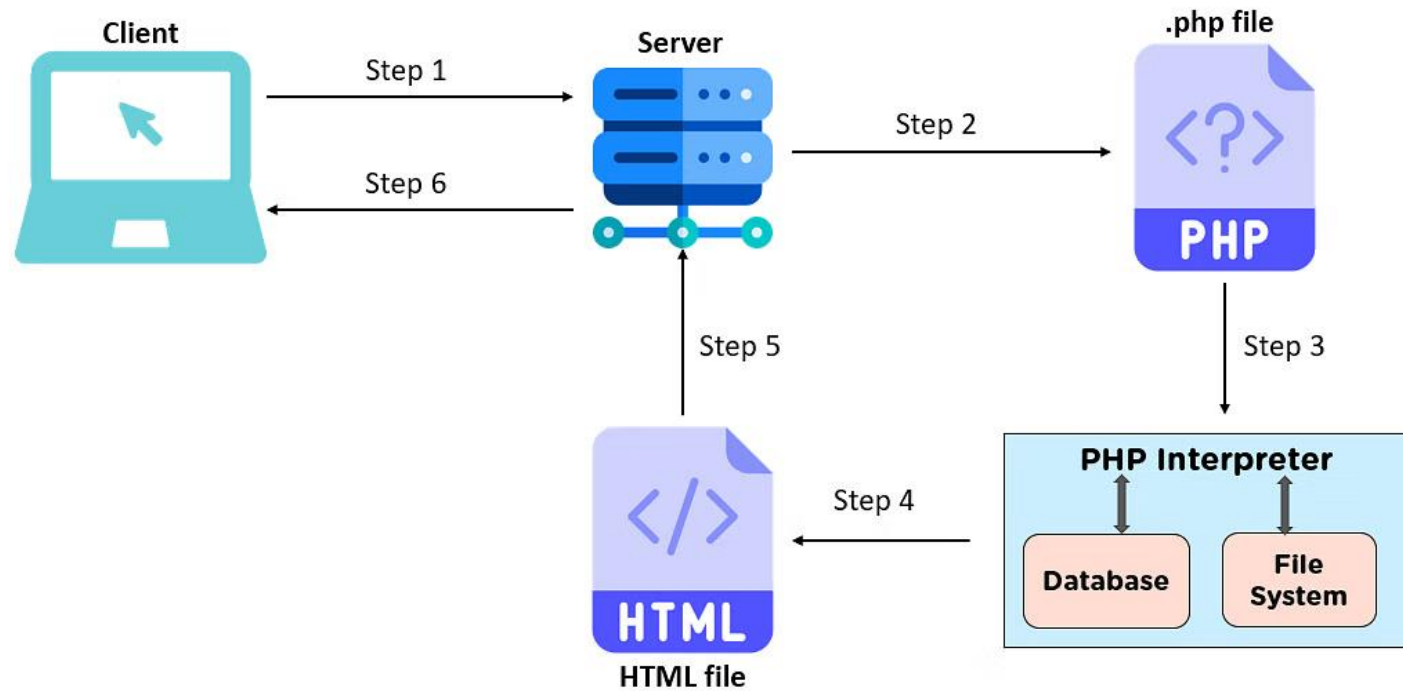 Client
Server
.php file
Step 1
Step 2
Step 6
PHP
Step 5
Step 3
PHP Interpreter
Step 4
Database
File
System
HTML
HTML file